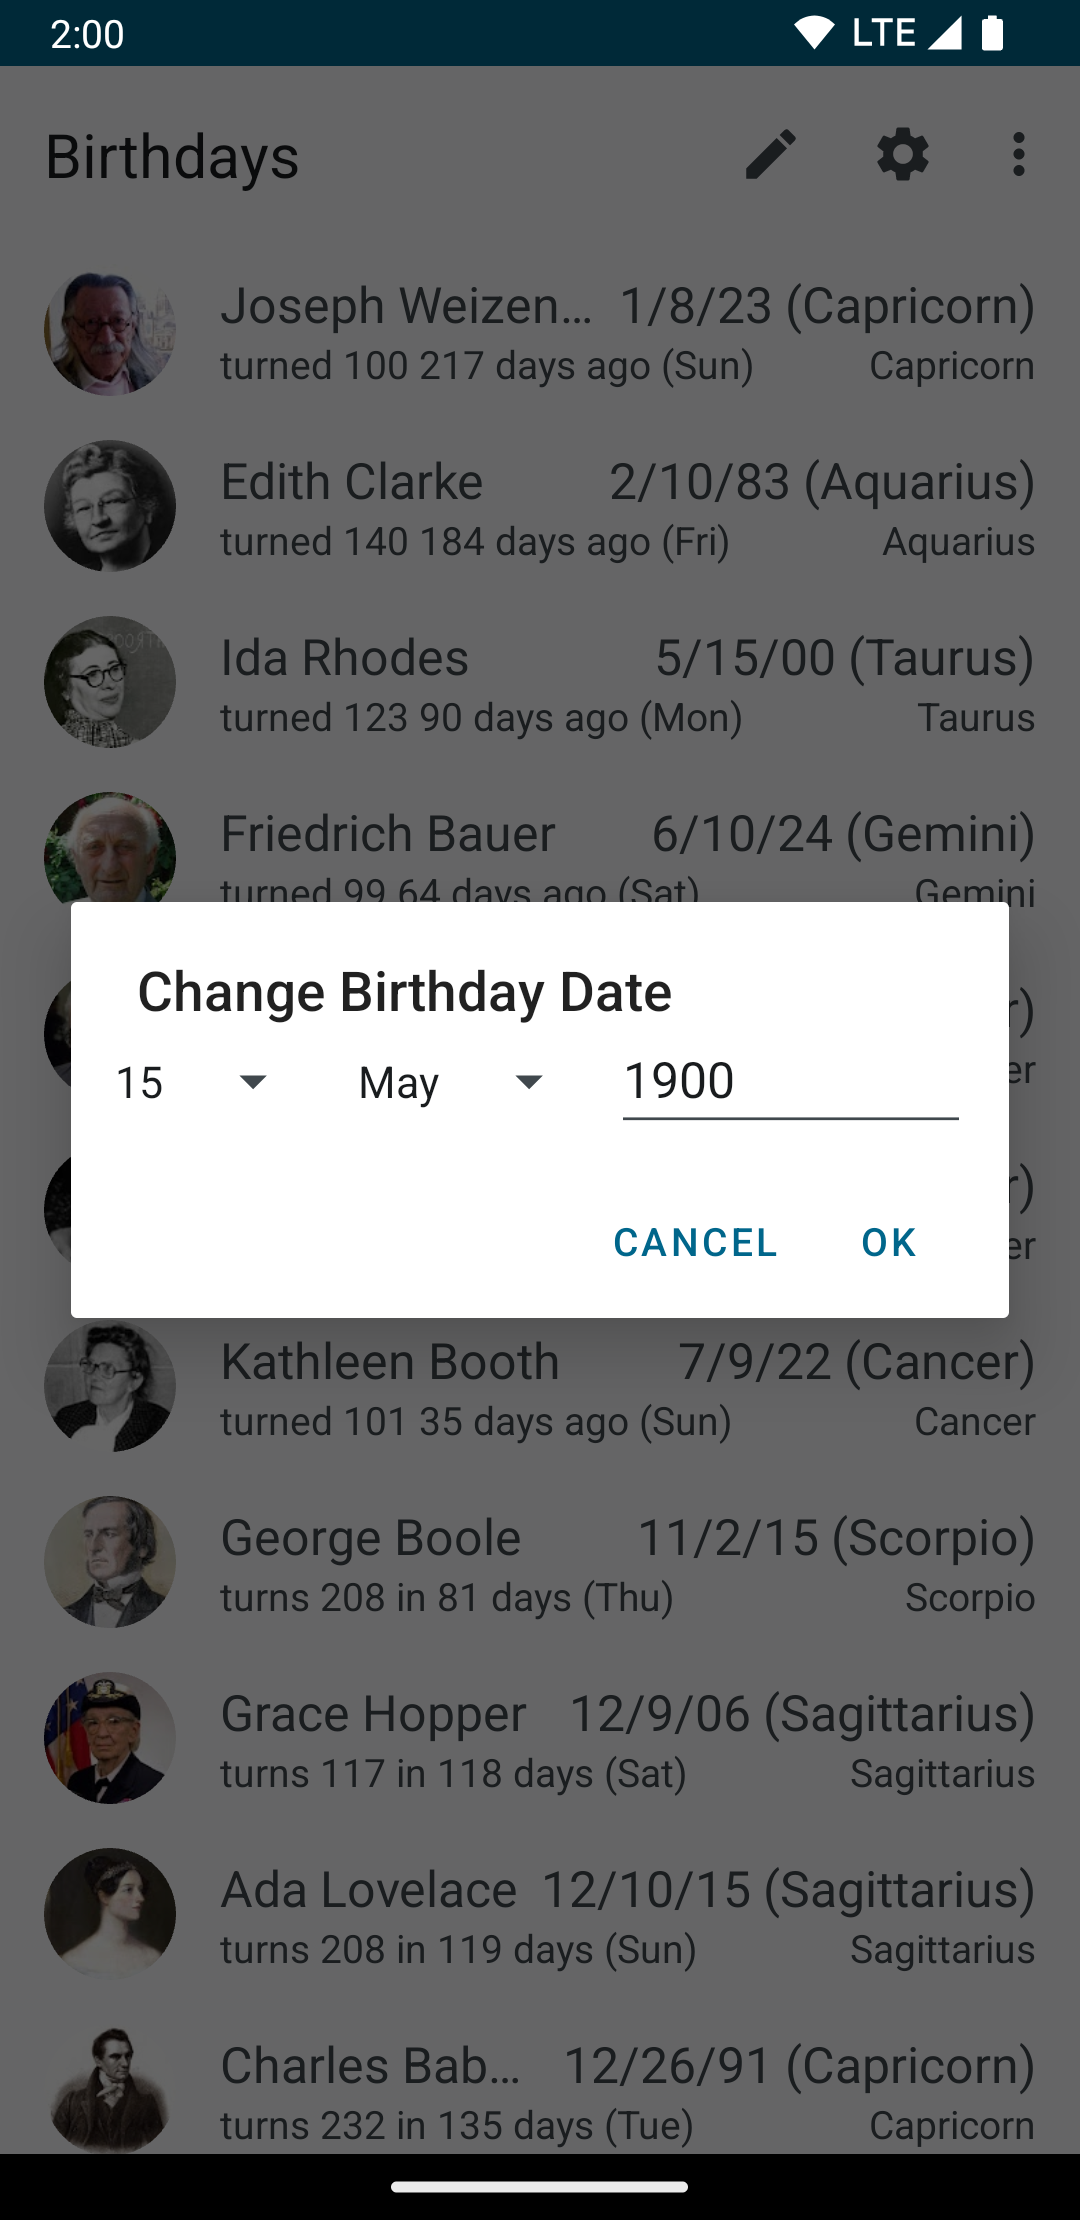 2:00
LTE
Birthdays
Joseph Weizen… 1/8/23 (Capricorn)
turned 100 217 days ago (Sun) Capricorn
Edith Clarke 2/10/83 (Aquarius)
turned 140 184 days ago (Fri) Aquarius
Ida Rhodes 5/15/00 (Taurus)
turned 123 90 days ago (Mon) Taurus
Friedrich Bauer 6/10/24 (Gemini)
turned 99 64 days ago (Sat) Gemini
Change Birthday Date
15 May 1900
CANCEL OK
Kathleen Booth 7/9/22 (Cancer)
turned 101 35 days ago (Sun) Cancer
George Boole 11/2/15 (Scorpio)
turns 208 in 81 days (Thu) Scorpio
Grace Hopper 12/9/06 (Sagittarius)
turns 117 in 118 days (Sat) Sagittarius
Ada Lovelace 12/10/15 (Sagittarius)
turns 208 in 119 days (Sun) Sagittarius
Charles Bab… 12/26/91 (Capricorn)
turns 232 in 135 days (Tue) Capricorn